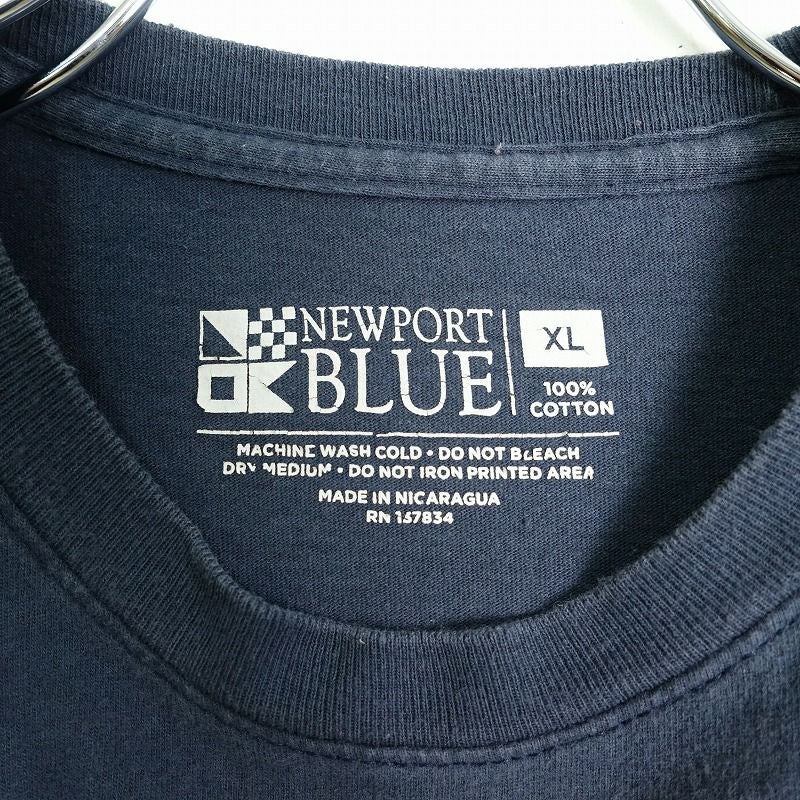 NEWPORT
BLUE
XL
100%
COTTON
MACHINE WASH COLD • DO NOT BLEACH
DRY MEDIUM • DO NOT IRON PRINTED AREA
MADE IN NICARAGUA
RN 157834